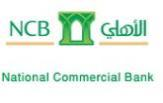 NCB الأهلي
National Commercial Bank